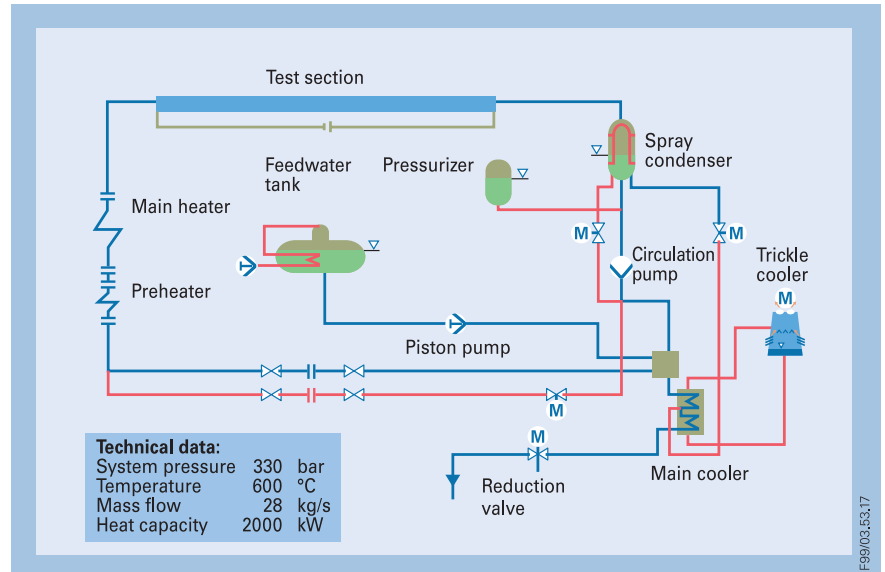 Test section
Feedwater
tank
Pressurizer
Spray
condenser
Main heater
M
M
Circulation
pump
Trickle
cooler
M
Preheater
Piston pump
M
M
Main cooler
Reduction
valve
Technical data:
System pressure 330 bar
Temperature 600 °C
Mass flow 28 kg/s
Heat capacity 2000 kW
F99/03.53.17